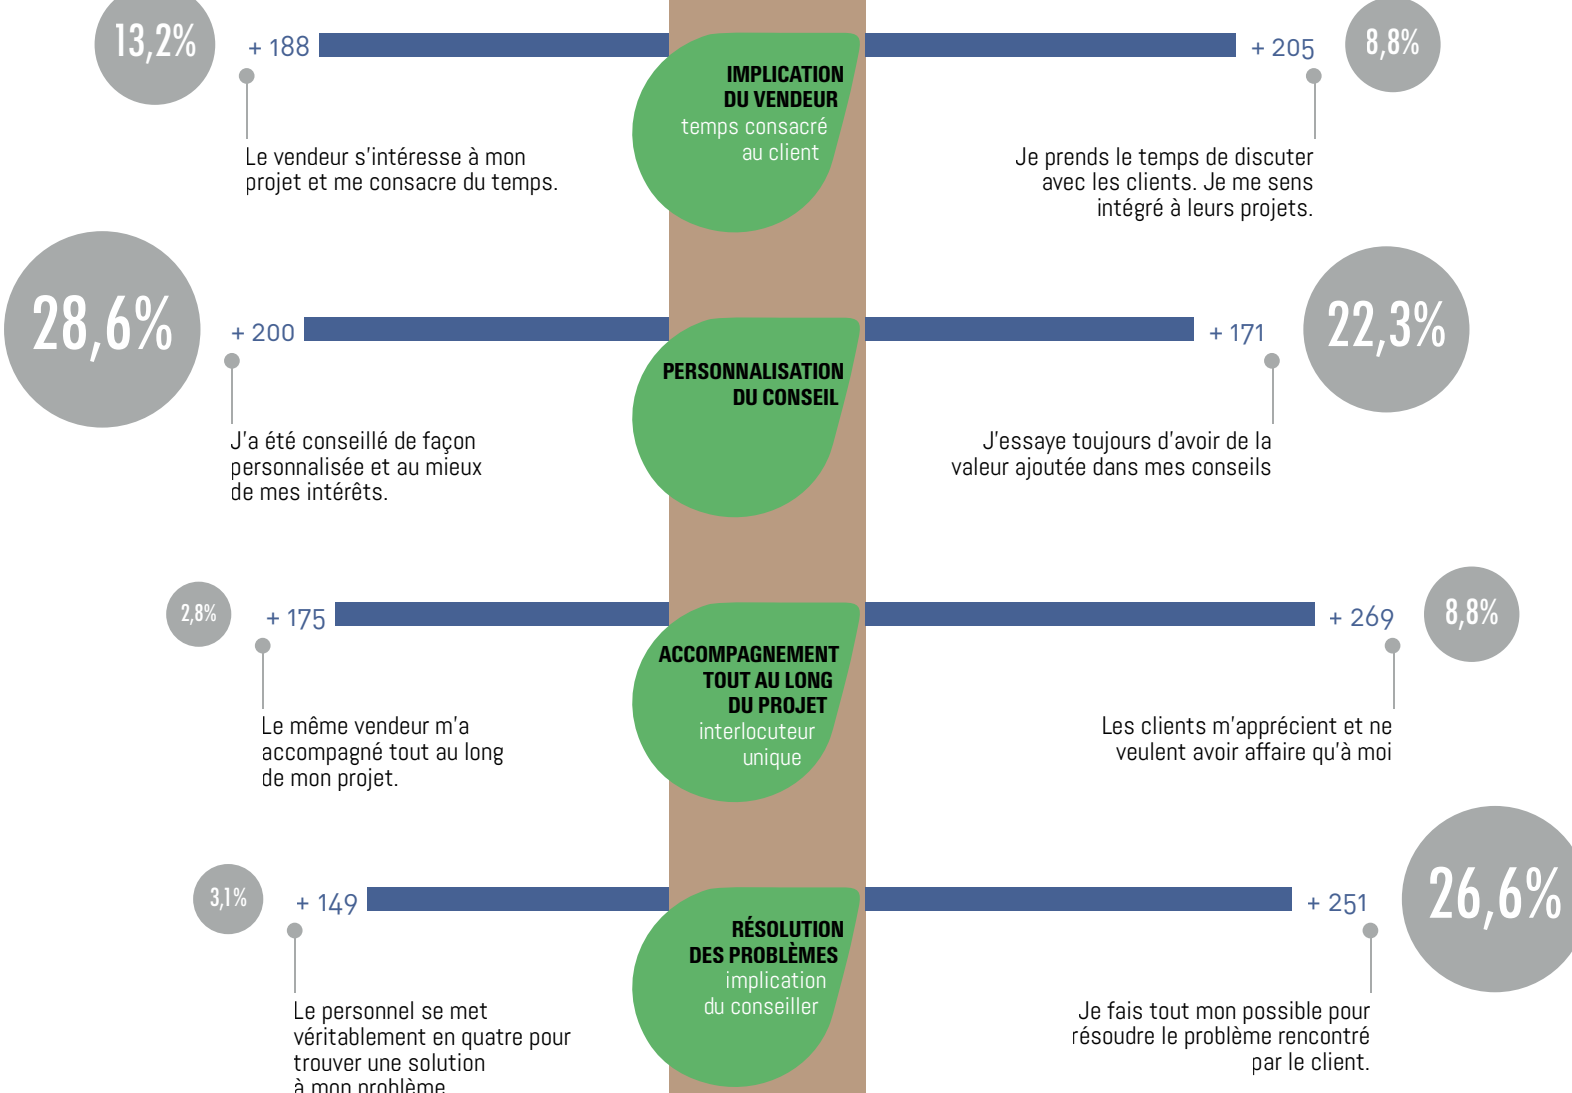 13,2%
+ 188
IMPLICATION
DU VENDEUR
temps consacré
au client
+ 205
8,8%
Le vendeur s'intéresse à mon
projet et me consacre du temps.
Je prends le temps de discuter
avec les clients. Je me sens
intégré à leurs projets.
28,6%
+ 200
PERSONNALISATION
DU CONSEIL
+ 171
22,3%
J'a été conseillé de façon
personnalisée et au mieux
de mes intérêts.
J'essaye toujours d'avoir de la
valeur ajoutée dans mes conseils
2,8%
+ 175
ACCOMPAGNEMENT
TOUT AU LONG
DU PROJET
interlocuteur
unique
+ 269
8,8%
Le même vendeur m'a
accompagné tout au long
de mon projet.
Les clients m'apprécient et ne
veulent avoir affaire qu'à moi
3,1%
+ 149
RÉSOLUTION
DES PROBLÈMES
implication
du conseiller
+ 251
26,6%
Le personnel se met
véritablement en quatre pour
trouver une solution
à mon problème
Je fais tout mon possible pour
résoudre le problème rencontré
par le client.